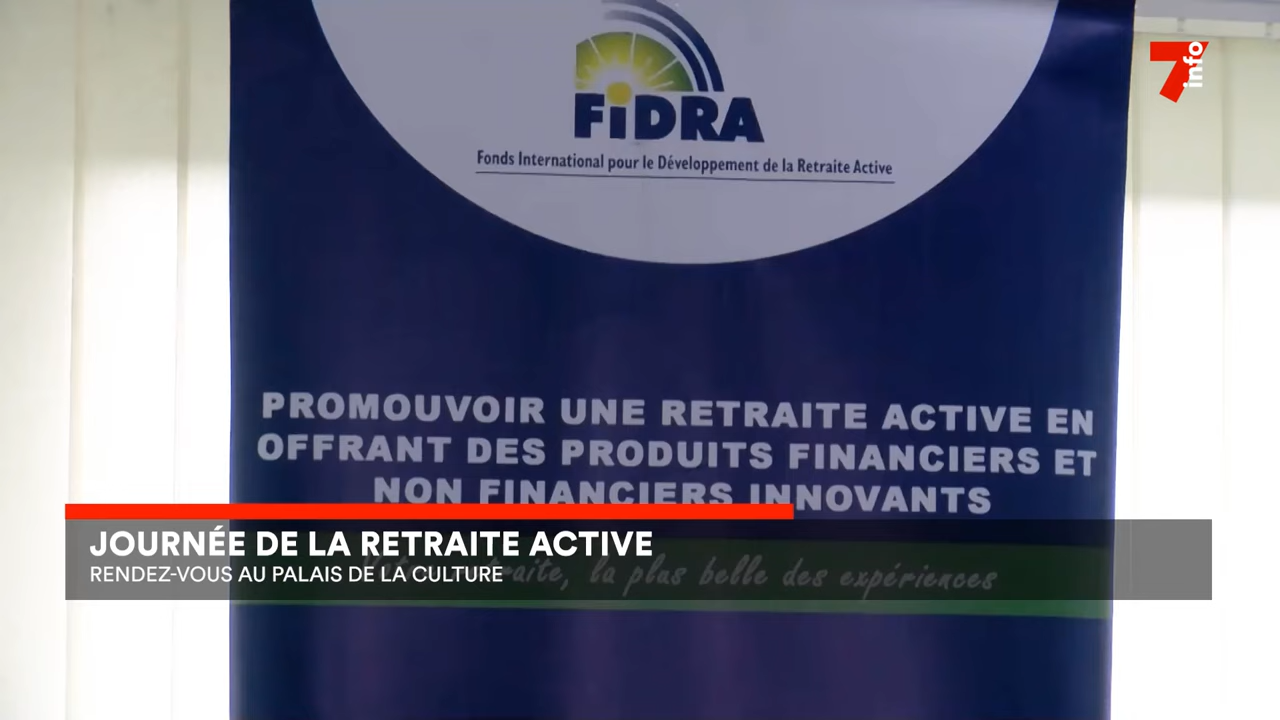 7info
FiDRA
Fonds International pour le Développement de la Retraite Active
PROMOUVOIR UNE RETRAITE ACTIVE EN
OFFRANT DES PRODUITS FINANCIERS ET
NON FINANCIERS INNOVANTS
la plus belle des expériences
JOURNÉE DE LA RETRAITE ACTIVE
RENDEZ-VOUS AU PALAIS DE LA CULTURE